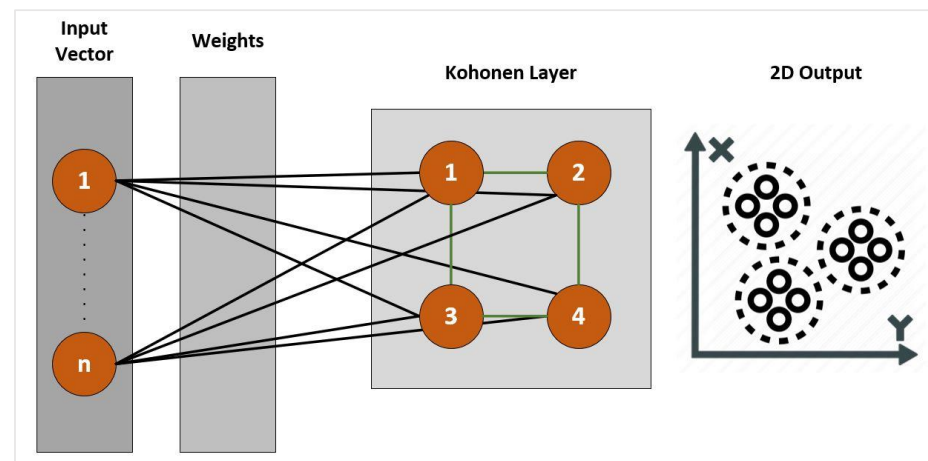 Input
Vector
Weights
Kohonen Layer
2D Output
1
n
1
2
3
4
X
Y